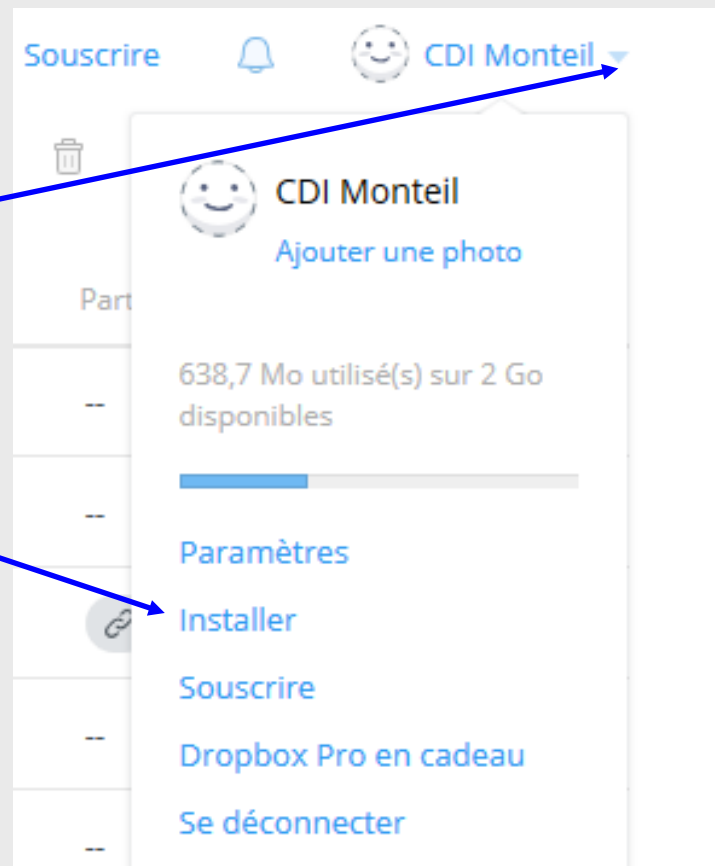 Souscrire
CDI Monteil
CDI Monteil
Ajouter une photo
Part
638,7 Mo utilisé(s) sur 2 Go
disponibles
--
--
Paramètres
Installer
Souscrire
--
Dropbox Pro en cadeau
Se déconnecter
--